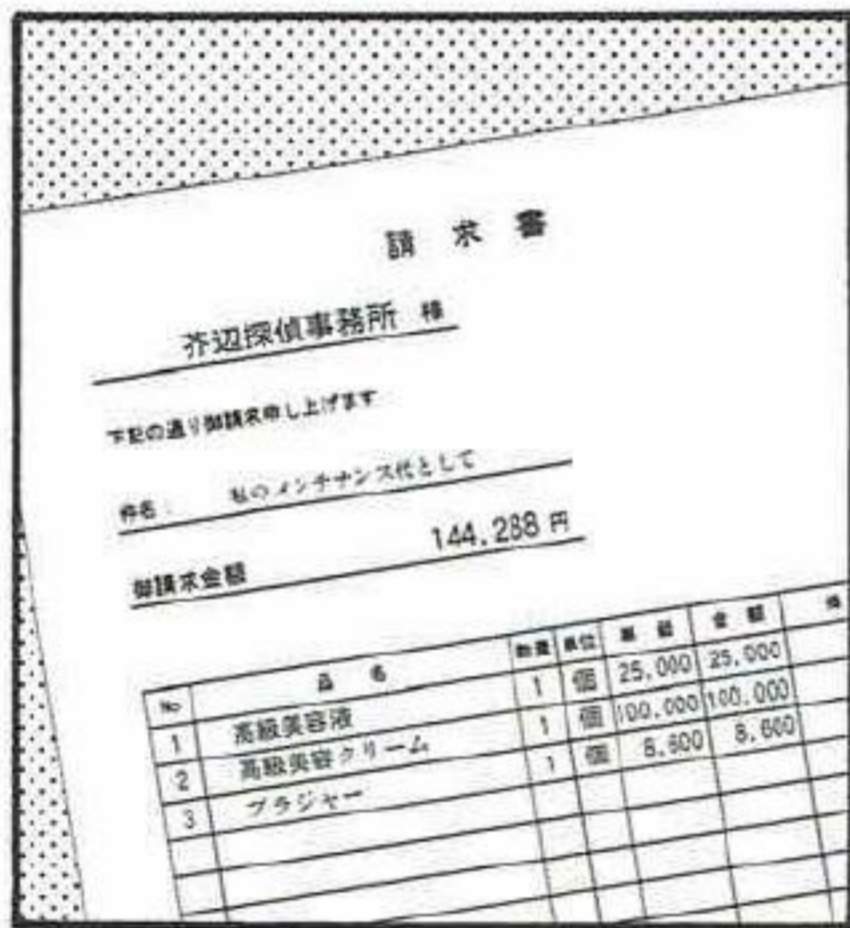 請求書
芥辺探偵事務所 様
下記の通り御請求申し上げます
件名: 私のメンテナンス代として
御請求金額 144,288円
No 品名 数量 単位 単価 金額
1 高級美容液 1 個 25,000 25,000
2 高級美容クリーム 1 個 100,000 100,000
3 ブラジャー 1 個 8,600 8,600